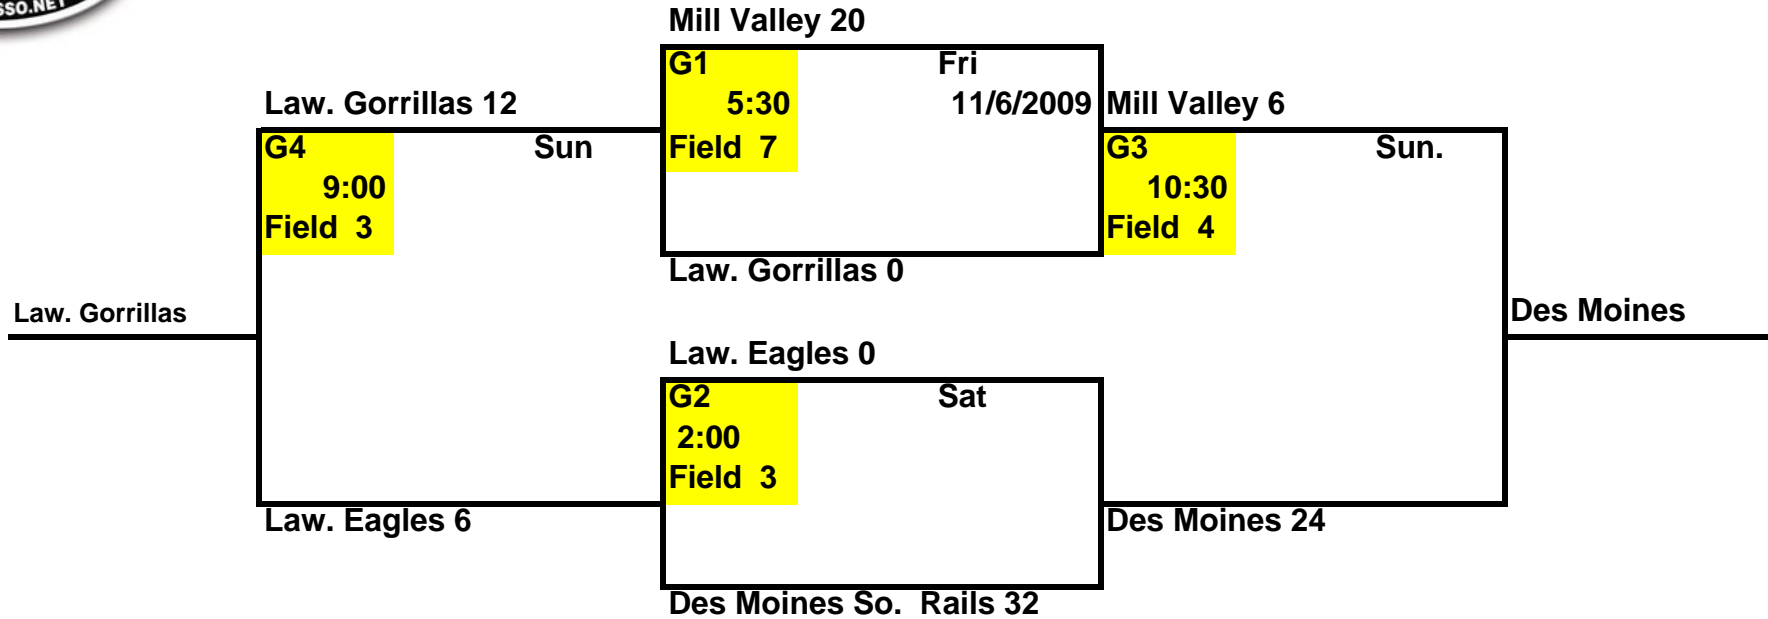 SSO.NET
Mill Valley 20
G1 Fri
Law. Gorrillas 12
5:30 11/6/2009 Mill Valley 6
G4 Sun Field 7 G3 Sun.
9:00 10:30
Field 3 Field 4
Law. Gorrillas 0
Law. Gorrillas Des Moines
Law. Eagles 0
G2 Sat
2:00
Field 3
Law. Eagles 6 Des Moines 24
Des Moines So. Rails 32